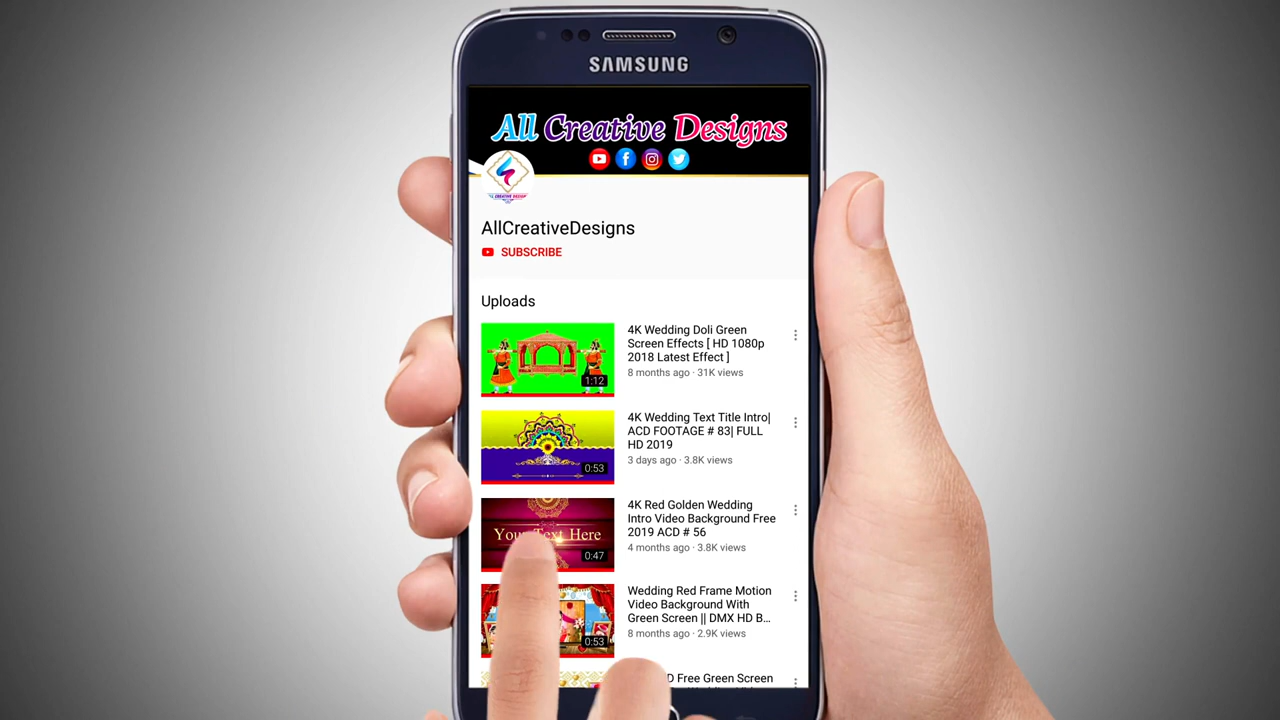 SAMSUNG
All Creative Designs
AllCreativeDesigns
SUBSCRIBE
Uploads
4K Wedding Doli Green
Screen Effects [ HD 1080p
2018 Latest Effect ]
8 months ago · 31K views
1:12
4K Wedding Text Title Intro|
ACD FOOTAGE # 83| FULL
HD 2019
3 days ago · 3.8K views
0:53
4K Red Golden Wedding
Intro Video Background Free
2019 ACD # 56
4 months ago · 3.8K views
Your Text Here
0:47
Wedding Red Frame Motion
Video Background With
Green Screen || DMX HD B...
8 months ago · 2.9K views
0:53
D Free Green Screen